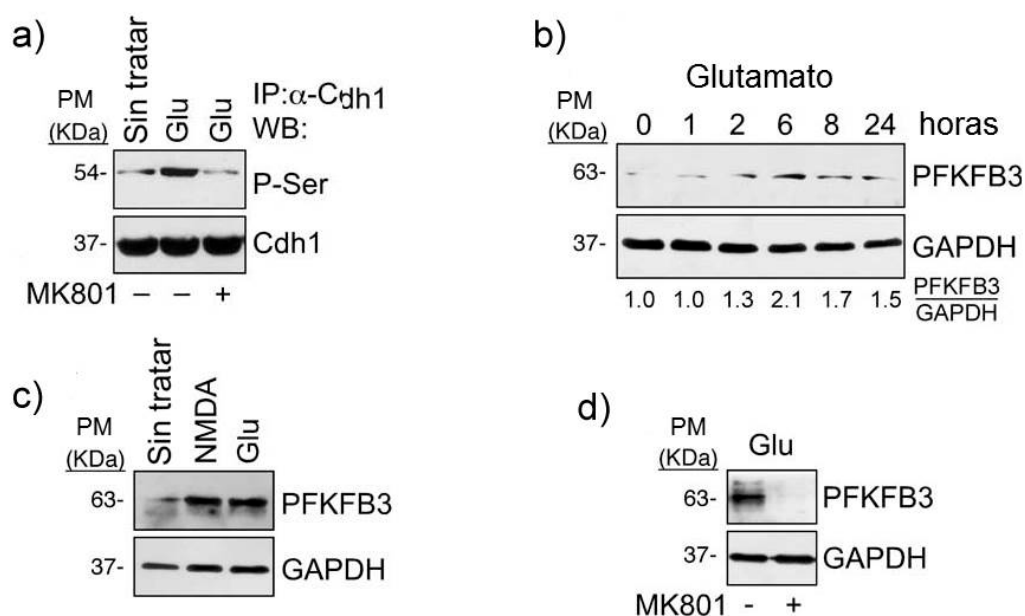 a)
PM
(KDa)
Sin tratar
Glu
Glu
IP:α-Cdh1
WB:
54-
P-Ser
37-
Cdh1
MK801 – – +
b)
Glutamato
PM
(KDa)
0 1 2 6 8 24 horas
63-
PFKFB3
37-
GAPDH
1.0 1.0 1.3 2.1 1.7 1.5
PFKFB3
GAPDH
c)
PM
(KDa)
Sin tratar
NMDA
Glu
63-
PFKFB3
37-
GAPDH
d)
PM
(KDa)
Glu
63-
PFKFB3
37-
GAPDH
MK801 - +